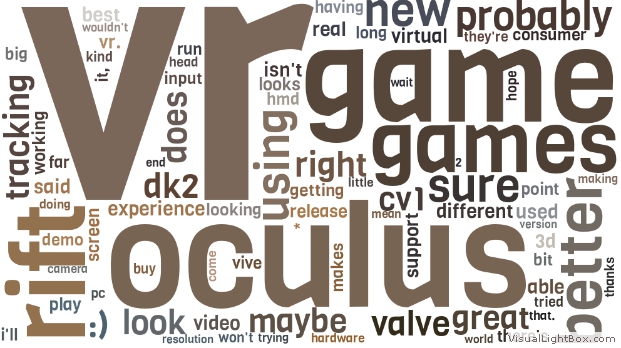 best
wouldn't
vr.
kind
big
it,
vr
run
head
input
does
tracking
working
far
end
dk2
said
doing
having
real
new
long
virtual
probably
they're
consumer
isn't
looks
hmd
game
wait
hope
games
2
using
right
little
getting
cv1
sure
point
making
experience
looking
release
*
mean
different
used
version
rift
demo
screen
camera
oculus
buy
come
vive
makes
support
3d
bit
better
thanks
able
tried
that.
play
pc
:)
i'll
look
video
maybe
valve
great
resolution
won't
trying
hardware
world
VisualLightBox.com